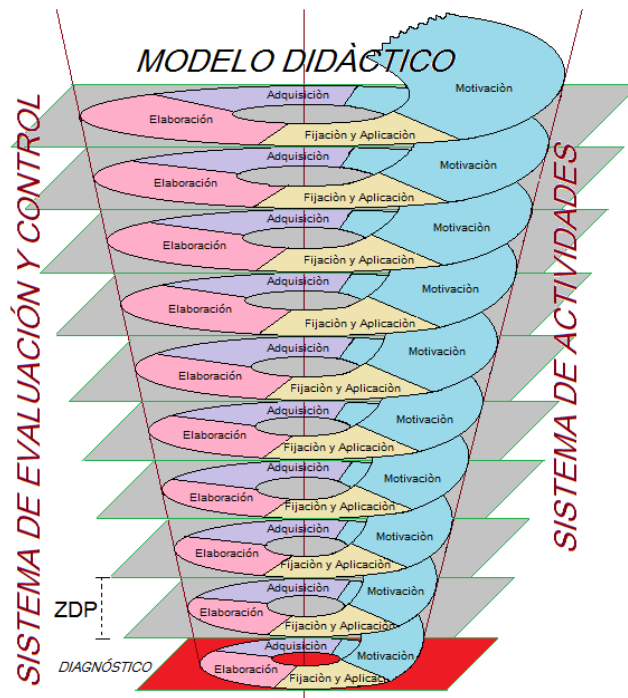 MODELO DIDÀCTICO
SISTEMA DE EVALUACIÓN Y CONTROL
SISTEMA DE ACTIVIDADES
Motivaciòn
Adquisiciòn
Elaboración
Fijaciòn y Aplicaciòn
Motivaciòn
Adquisiciòn
Elaboración
Fijaciòn y Aplicaciòn
Motivaciòn
Adquisiciòn
Elaboración
Fijaciòn y Aplicaciòn
Motivaciòn
Adquisiciòn
Elaboración
Fijaciòn y Aplicaciòn
Motivaciòn
Adquisiciòn
Elaboración
Fijaciòn y Aplicaciòn
Motivaciòn
Adquisiciòn
Elaboración
Fijaciòn y Aplicaciòn
Motivaciòn
Adquisiciòn
Elaboración
Fijaciòn y Aplicaciòn
Motivaciòn
Adquisiciòn
Elaboración
Fijaciòn y Aplicaciòn
Motivaciòn
Adquisiciòn
ZDP
Elaboración
Fijaciòn y Aplicac
Adquisiciòn
Motivaciòn
DIAGNÓSTICO
Elaboración
Fijaciòn y Aplicac